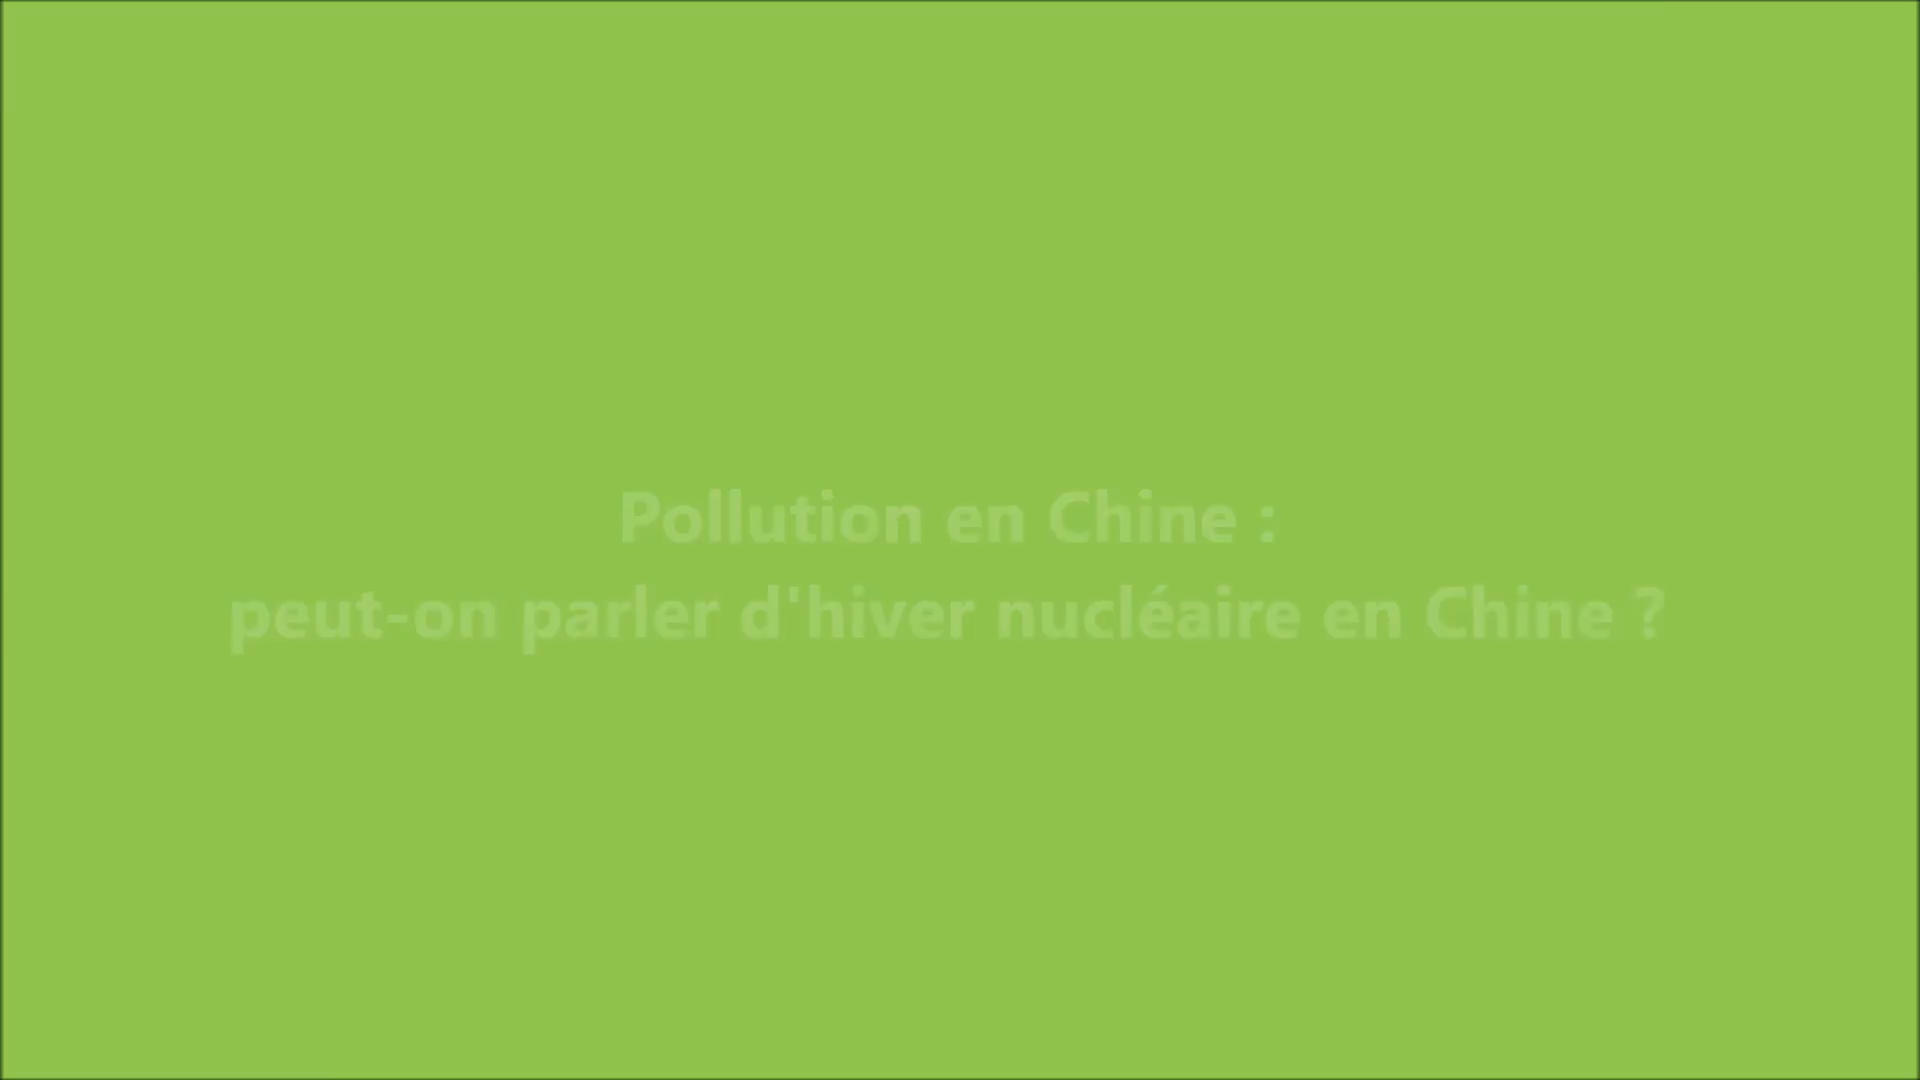 Pollution en Chine :
peut-on parler d'hiver nucléaire en Chine ?